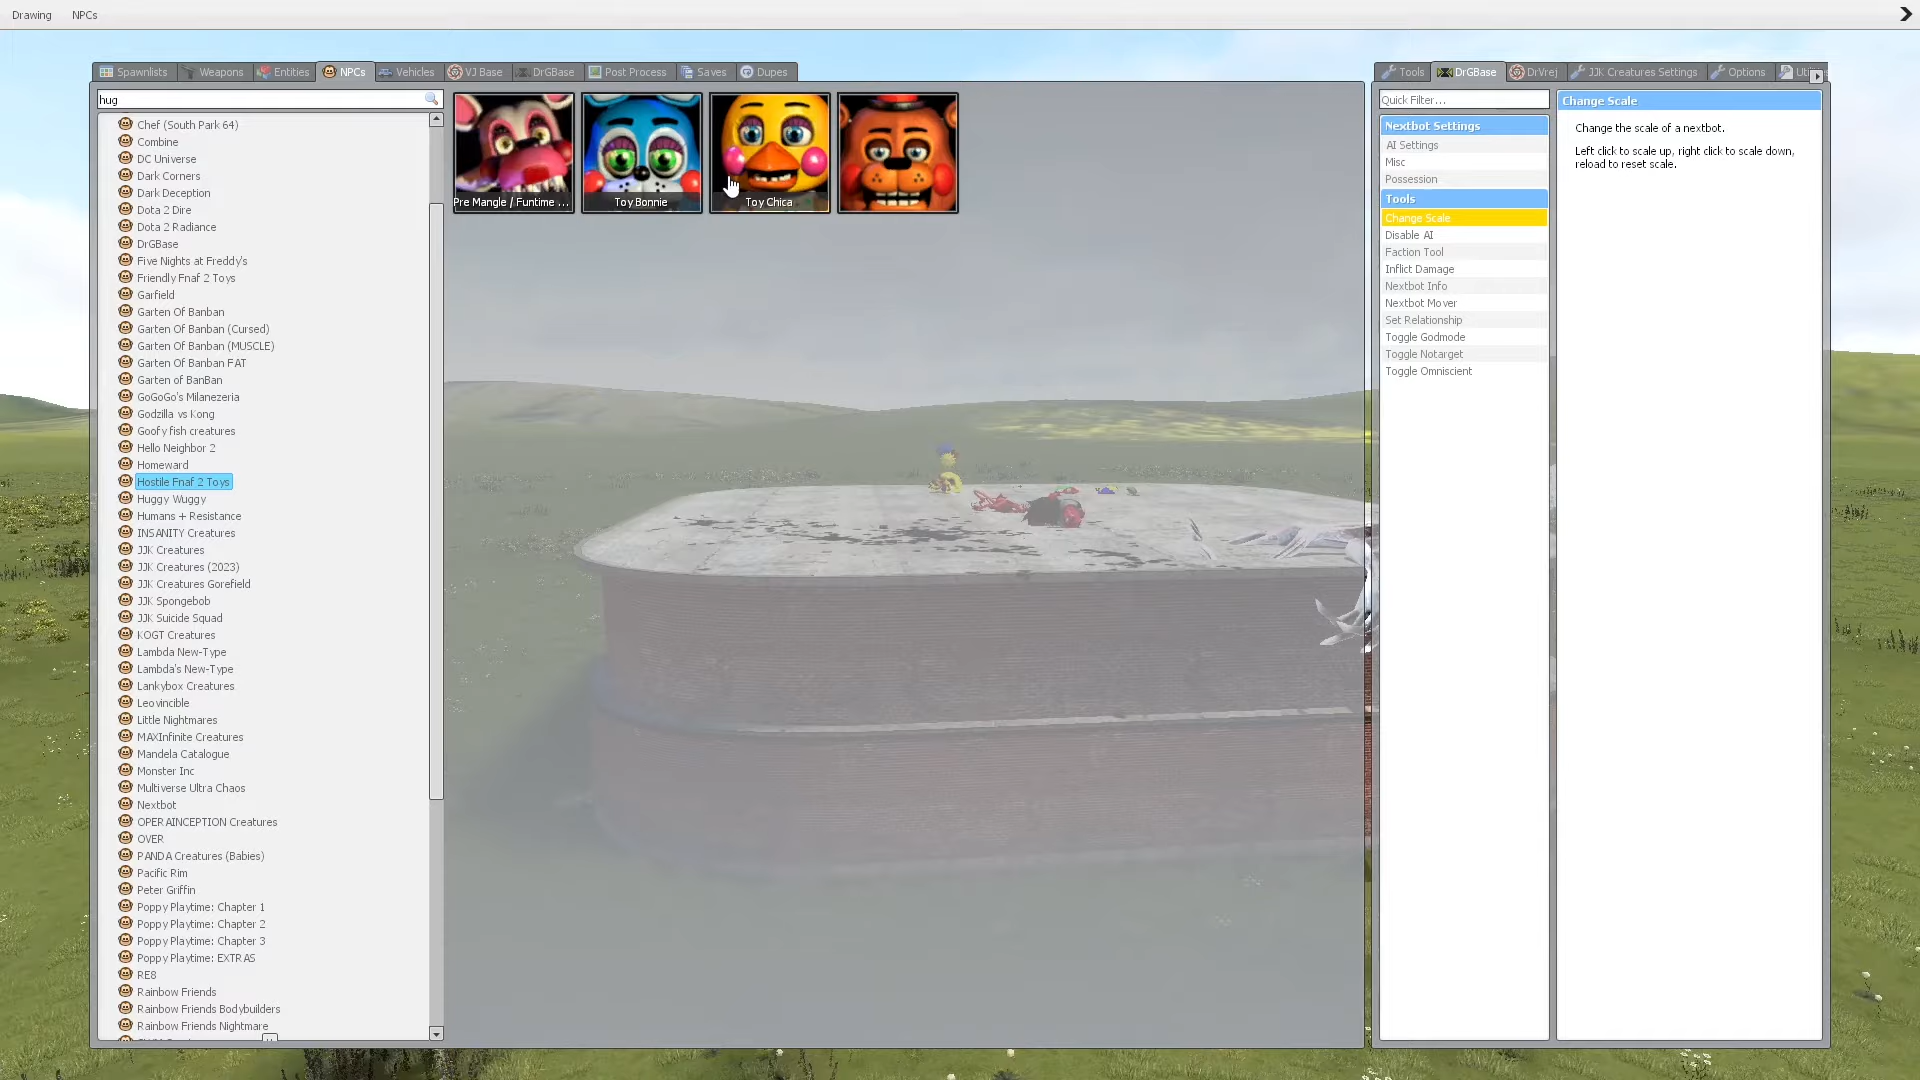 Drawing NPCs
Spawnlists Weapons Entities NPCs Vehicles VJ Base DrGBase Post Process Saves Dupes
Tools DrGBase DrVrej JJK Creatures Settings Options
hug
Chef (South Park 64)
Combine
DC Universe
Dark Corners
Dark Deception
Dota 2 Dire
Dota 2 Radiance
DrGBase
Five Nights at Freddy's
Friendly Fnaf 2 Toys
Garfield
Garten Of Banban
Garten Of Banban (Cursed)
Garten Of Banban (MUSCLE)
Garten Of Banban FAT
Garten of BanBan
GoGoGo's Milanezeria
Godzilla vs Kong
Goofy fish creatures
Hello Neighbor 2
Homeward
Hostile Fnaf 2 Toys
Huggy Wuggy
Humans + Resistance
INSANITY Creatures
JJK Creatures
JJK Creatures (2023)
JJK Creatures Gorefield
JJK Spongebob
JJK Suicide Squad
KOGT Creatures
Lambda New-Type
Lambda's New-Type
Lankybox Creatures
Leovincible
Little Nightmares
MAXInfinite Creatures
Mandela Catalogue
Monster Inc
Multiverse Ultra Chaos
Nextbot
OPERAINCEPTION Creatures
OVER
PANDA Creatures (Babies)
Pacific Rim
Peter Griffin
Poppy Playtime: Chapter 1
Poppy Playtime: Chapter 2
Poppy Playtime: Chapter 3
Poppy Playtime: EXTRAS
RE8
Rainbow Friends
Rainbow Friends Bodybuilders
Rainbow Friends Nightmare
Pre Mangle / Funtime ...
Toy Bonnie
Toy Chica
Quick Filter...
Nextbot Settings
AI Settings
Misc
Possession
Tools
Change Scale
Disable AI
Faction Tool
Inflict Damage
Nextbot Info
Nextbot Mover
Set Relationship
Toggle Godmode
Toggle Notarget
Toggle Omniscient
Change Scale
Change the scale of a nextbot.
Left click to scale up, right click to scale down,
reload to reset scale.